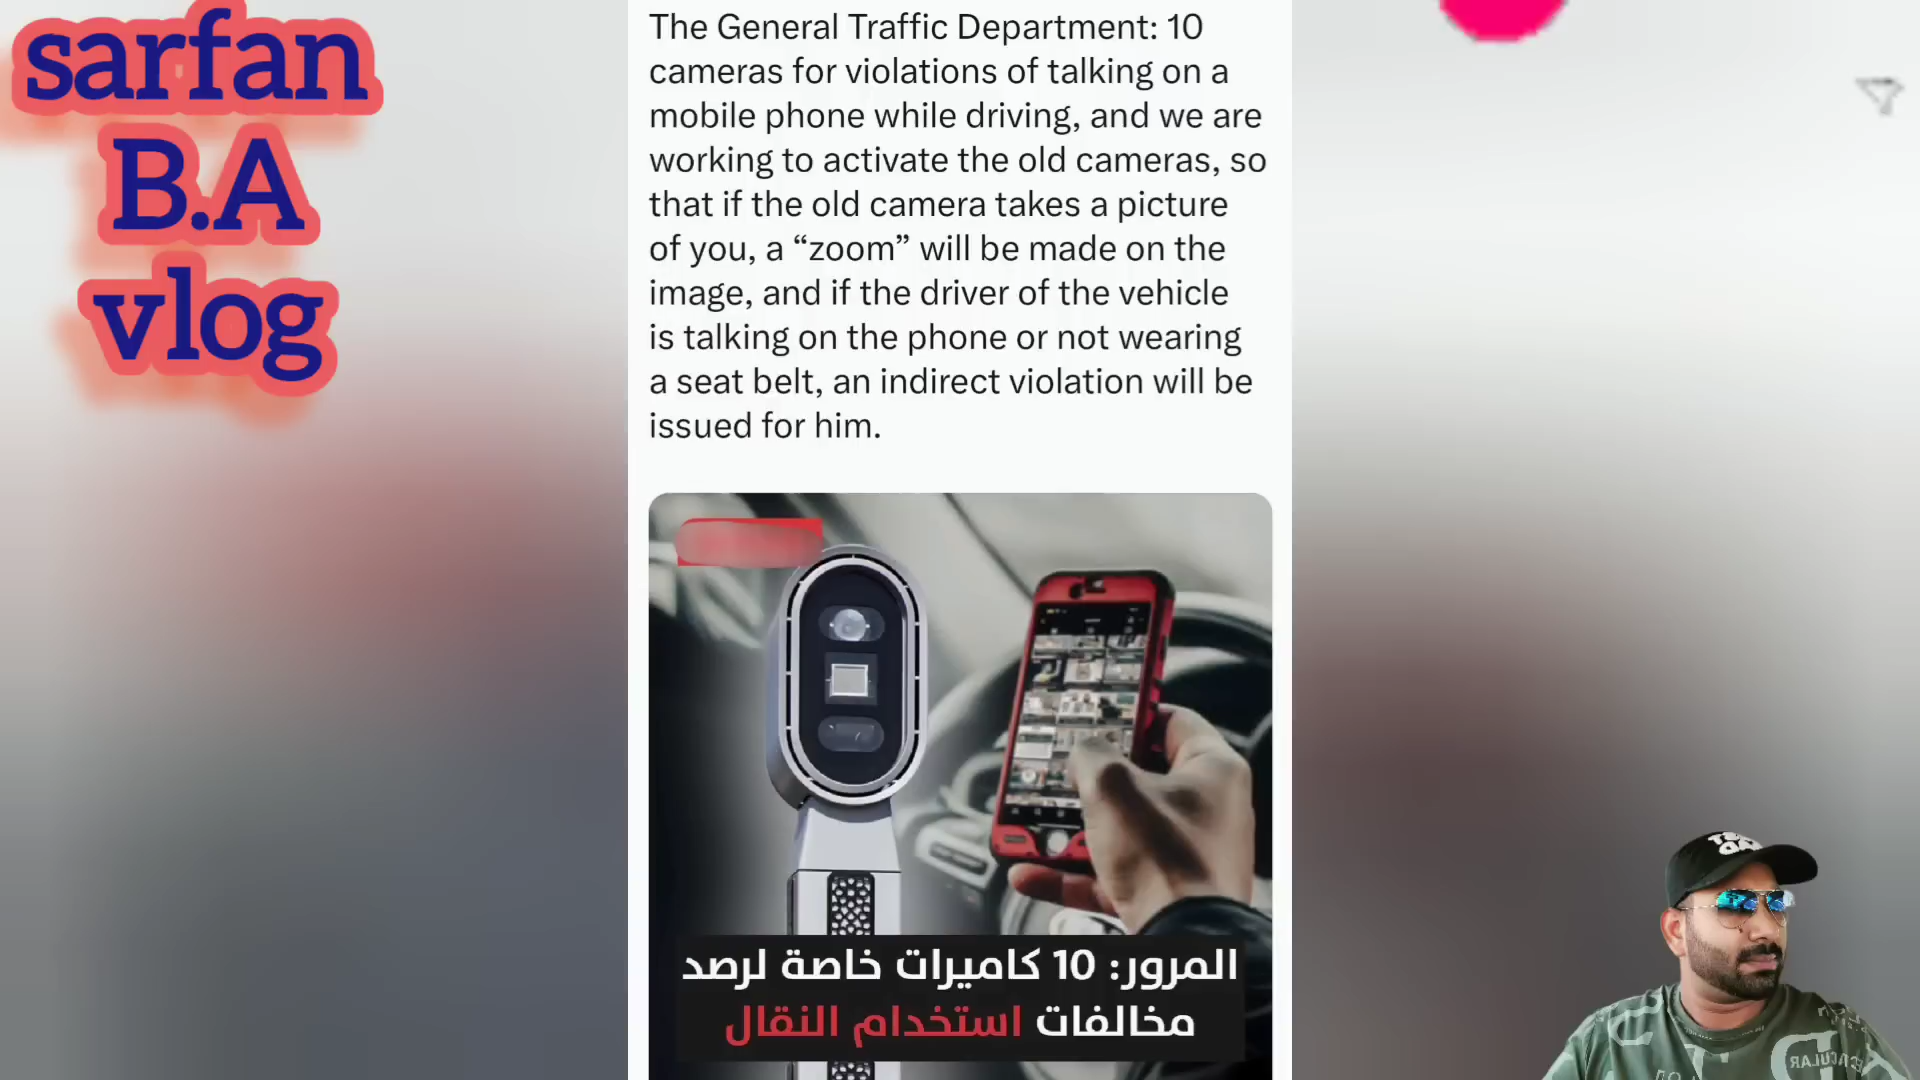 sarfan
B.A
vlog
The General Traffic Department: 10
cameras for violations of talking on a
mobile phone while driving, and we are
working to activate the old cameras, so
that if the old camera takes a picture
of you, a “zoom” will be made on the
image, and if the driver of the vehicle
is talking on the phone or not wearing
a seat belt, an indirect violation will be
issued for him.
المرور: 10 كاميرات خاصة لرصد
مخالفات استخدام النقال